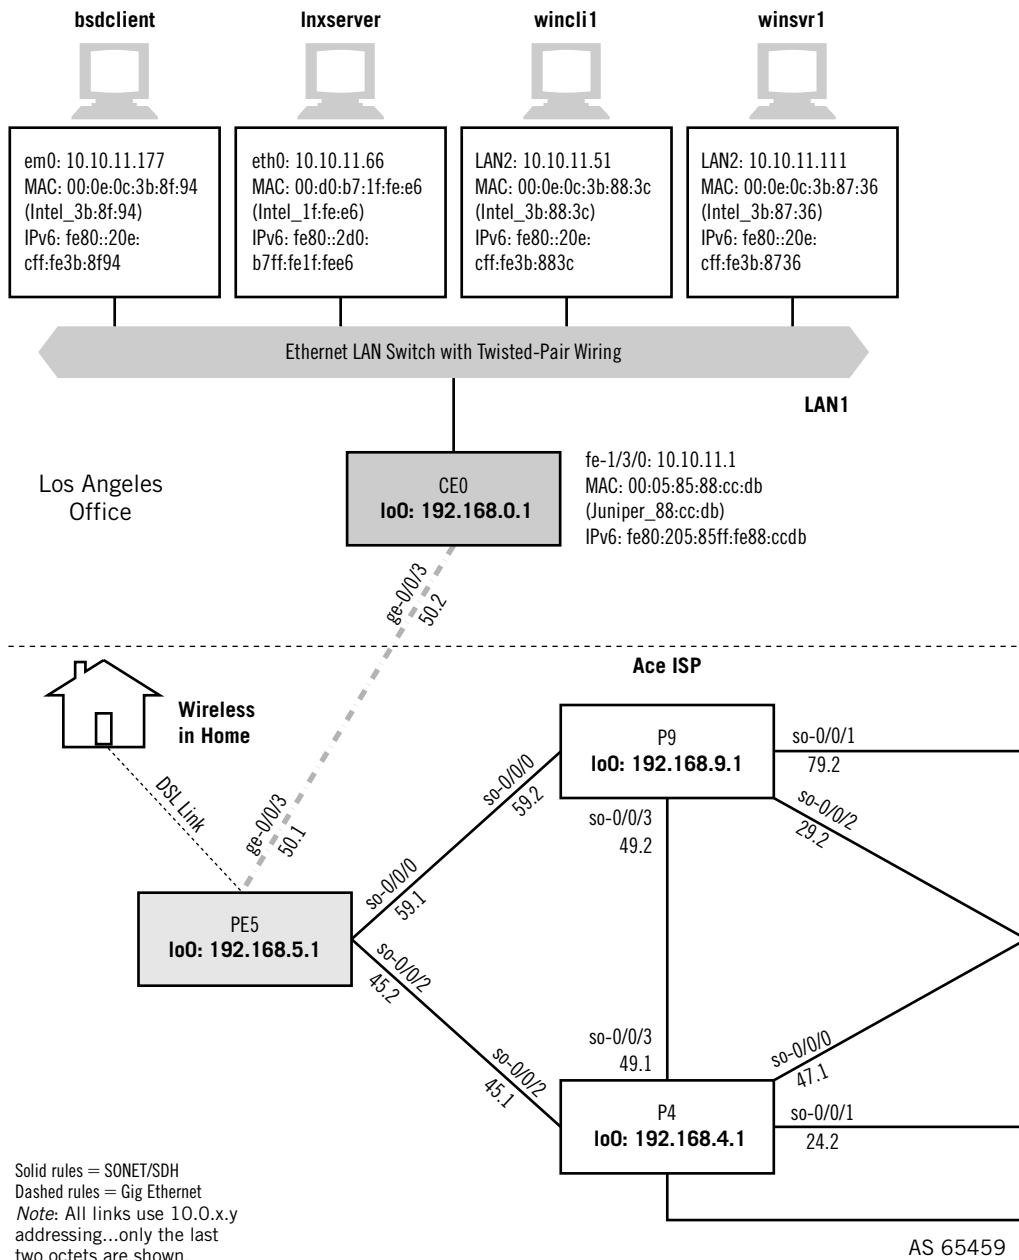 bsdclient
lnxserver
wincli1
winsvr1
em0: 10.10.11.177
MAC: 00:0e:0c:3b:8f:94
(Intel_3b:8f:94)
IPv6: fe80::20e:
cff:fe3b:8f94
eth0: 10.10.11.66
MAC: 00:d0:b7:1f:fe:e6
(Intel_1f:fe:e6)
IPv6: fe80::2d0:
b7ff:fe1f:fee6
LAN2: 10.10.11.51
MAC: 00:0e:0c:3b:88:3c
(Intel_3b:88:3c)
IPv6: fe80::20e:
cff:fe3b:883c
LAN2: 10.10.11.111
MAC: 00:0e:0c:3b:87:36
(Intel_3b:87:36)
IPv6: fe80::20e:
cff:fe3b:8736
Ethernet LAN Switch with Twisted-Pair Wiring
LAN1
Los Angeles
Office
CE0
lo0: 192.168.0.1
fe-1/3/0: 10.10.11.1
MAC: 00:05:85:88:cc:db
(Juniper_88:cc:db)
IPv6: fe80:205:85ff:fe88:ccdb
ge-0/0/3
50.2
Ace ISP
Wireless
in Home
DSL Link
ge-0/0/3
50.1
P9
lo0: 192.168.9.1
so-0/0/1
79.2
so-0/0/0
59.2
so-0/0/3
49.2
so-0/0/2
29.2
so-0/0/0
59.1
PE5
lo0: 192.168.5.1
so-0/0/2
45.2
so-0/0/2
45.1
so-0/0/3
49.1
so-0/0/0
47.1
P4
lo0: 192.168.4.1
so-0/0/1
24.2
Solid rules = SONET/SDH
Dashed rules = Gig Ethernet
Note: All links use 10.0.x.y
addressing...only the last
two octets are shown
AS 65459